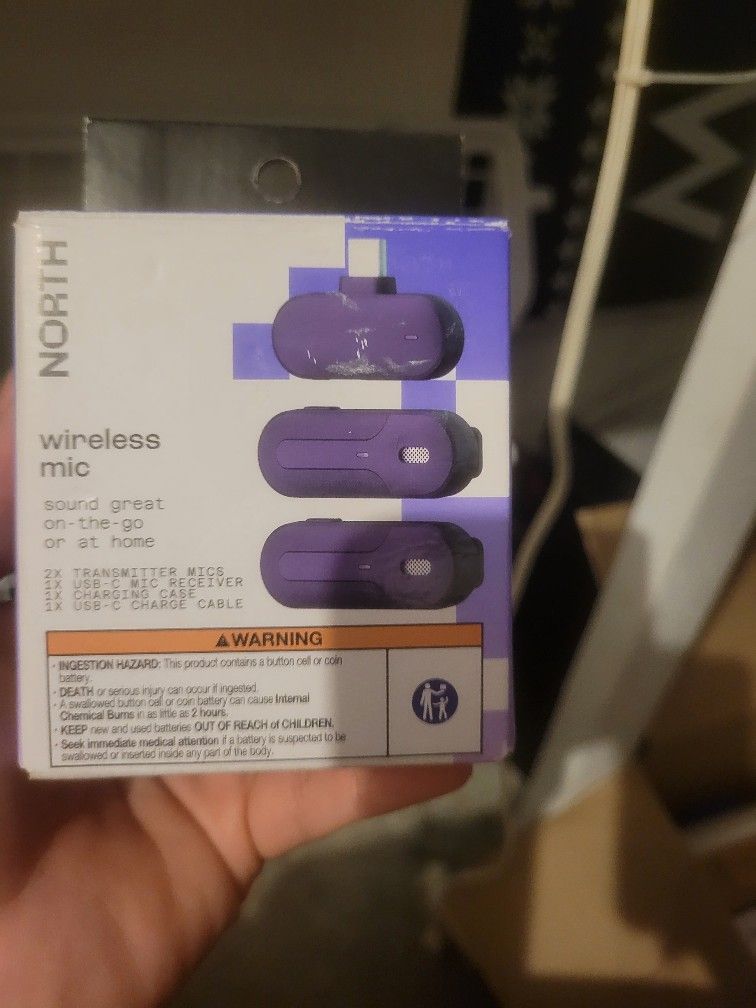 NORTH
wireless
mic
sound great
on-the-go
or at home
2X TRANSMITTER MICS
1X USB-C MIC RECEIVER
1X CHARGING CASE
1X USB-C CHARGE CABLE
WARNING
· INGESTION HAZARD: This product contains a button cell or coin
battery.
· DEATH or serious injury can occur if ingested.
· A swallowed button cell or coin battery can cause Internal
Chemical Burns in as little as 2 hours.
· KEEP new and used batteries OUT OF REACH of CHILDREN.
· Seek immediate medical attention if a battery is suspected to be
swallowed or inserted inside any part of the body.